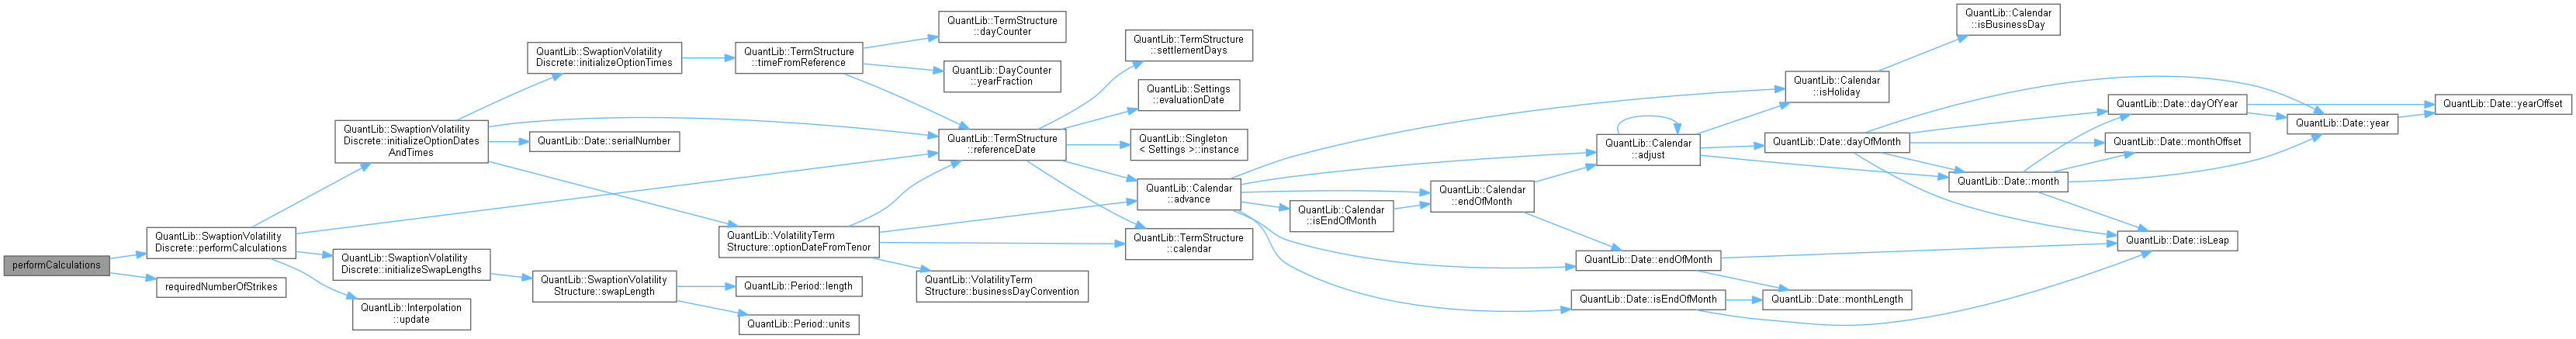 performCalculations
QuantLib::SwaptionVolatility
Discrete::performCalculations
requiredNumberOfStrikes
QuantLib::SwaptionVolatility
Discrete::initializeOptionDates
AndTimes
QuantLib::SwaptionVolatility
Discrete::initializeSwapLengths
QuantLib::Interpolation
::update
QuantLib::SwaptionVolatility
Discrete::initializeOptionTimes
QuantLib::Date::serialNumber
QuantLib::SwaptionVolatility
Structure::swapLength
QuantLib::TermStructure
::timeFromReference
QuantLib::VolatilityTerm
Structure::optionDateFromTenor
QuantLib::Period::length
QuantLib::Period::units
QuantLib::TermStructure
::dayCounter
QuantLib::DayCounter
::yearFraction
QuantLib::TermStructure
::referenceDate
QuantLib::VolatilityTerm
Structure::businessDayConvention
QuantLib::TermStructure
::settlementDays
QuantLib::Settings
::evaluationDate
QuantLib::Singleton
< Settings >::instance
QuantLib::Calendar
::advance
QuantLib::TermStructure
::calendar
QuantLib::Calendar
::isEndOfMonth
QuantLib::Calendar
::endOfMonth
QuantLib::Calendar
::adjust
QuantLib::Date::endOfMonth
QuantLib::Date::isEndOfMonth
QuantLib::Calendar
::isHoliday
QuantLib::Date::dayOfMonth
QuantLib::Date::monthLength
QuantLib::Calendar
::isBusinessDay
QuantLib::Date::month
QuantLib::Date::dayOfYear
QuantLib::Date::monthOffset
QuantLib::Date::isLeap
QuantLib::Date::year
QuantLib::Date::yearOffset